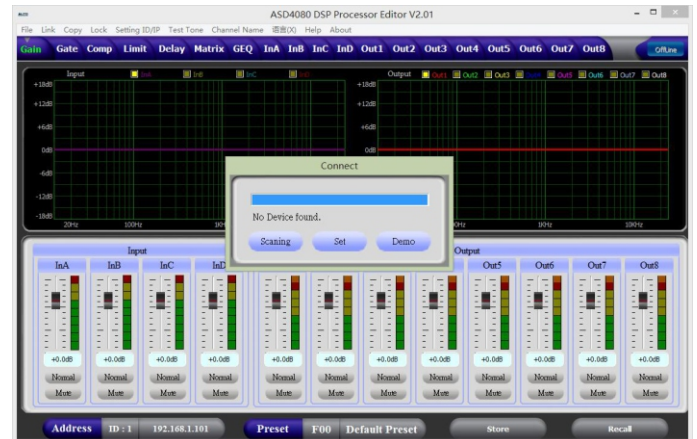 ASD4080 DSP Processor Editor V2.01
File Link Copy Lock Setting ID/IP Test Tone Channel Name 语言(X) Help About
Gain Gate Comp Limit Delay Matrix GEQ InA InB InC InD Out1 Out2 Out3 Out4 Out5 Out6 Out7 Out8 OffLine
Input InA InB InC InD
Output Out1 Out2 Out3 Out4 Out5 Out6 Out7 Out8
+18dB +18dB
+12dB +12dB
+6dB +6dB
0dB 0dB
-6dB
-12dB
-18dB
20Hz 100Hz
Connect
No Device found.
Scaning Set Demo
Input Output
InA InB InC InD Out5 Out6 Out7 Out8
+0.0dB +0.0dB +0.0dB +0.0dB +0.0dB +0.0dB +0.0dB +0.0dB +0.0dB +0.0dB +0.0dB +0.0dB
Normal Normal Normal Normal Normal Normal Normal Normal Normal Normal Normal Normal
Mute Mute Mute Mute Mute Mute Mute Mute Mute Mute Mute Mute
Address ID : 1 192.168.1.101 Preset F00 Default Preset Store Recall